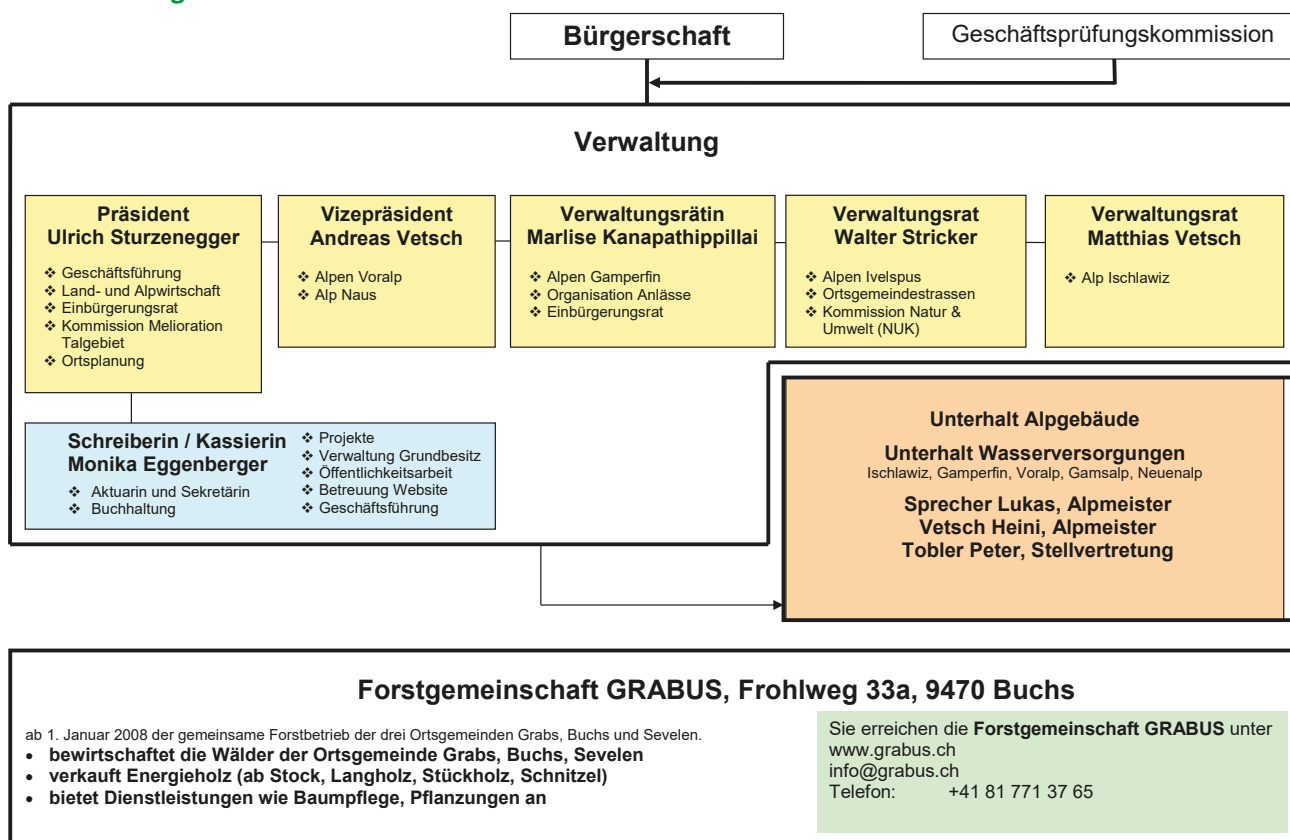 Bürgerschaft
Geschäftsprüfungskommission
Verwaltung
Präsident
Ulrich Sturzenegger
❖ Geschäftsführung
❖ Land- und Alpwirtschaft
❖ Einbürgerungsrat
❖ Kommission Melioration
Talgebiet
❖ Ortsplanung
Vizepräsident
Andreas Vetsch
❖ Alpen Voralp
❖ Alp Naus
Verwaltungsrätin
Marlise Kanapathippillai
❖ Alpen Gamperfin
❖ Organisation Anlässe
❖ Einbürgerungsrat
Verwaltungsrat
Walter Stricker
❖ Alpen Ivelspus
❖ Ortsgemeindestrassen
❖ Kommission Natur &
Umwelt (NUK)
Verwaltungsrat
Matthias Vetsch
❖ Alp Ischlawiz
Schreiberin / Kassierin
Monika Eggenberger
❖ Aktuarin und Sekretärin
❖ Buchhaltung
❖ Projekte
❖ Verwaltung Grundbesitz
❖ Öffentlichkeitsarbeit
❖ Betreuung Website
❖ Geschäftsführung
Unterhalt Alpgebäude
Unterhalt Wasserversorgungen
Ischlawiz, Gamperfin, Voralp, Gamsalp, Neuenalp
Sprecher Lukas, Alpmeister
Vetsch Heini, Alpmeister
Tobler Peter, Stellvertretung
Forstgemeinschaft GRABUS, Frohlweg 33a, 9470 Buchs
ab 1. Januar 2008 der gemeinsame Forstbetrieb der drei Ortsgemeinden Grabs, Buchs und Sevelen.
• bewirtschaftet die Wälder der Ortsgemeinde Grabs, Buchs, Sevelen
• verkauft Energieholz (ab Stock, Langholz, Stückholz, Schnitzel)
• bietet Dienstleistungen wie Baumpflege, Pflanzungen an
Sie erreichen die Forstgemeinschaft GRABUS unter
www.grabus.ch
info@grabus.ch
Telefon: +41 81 771 37 65